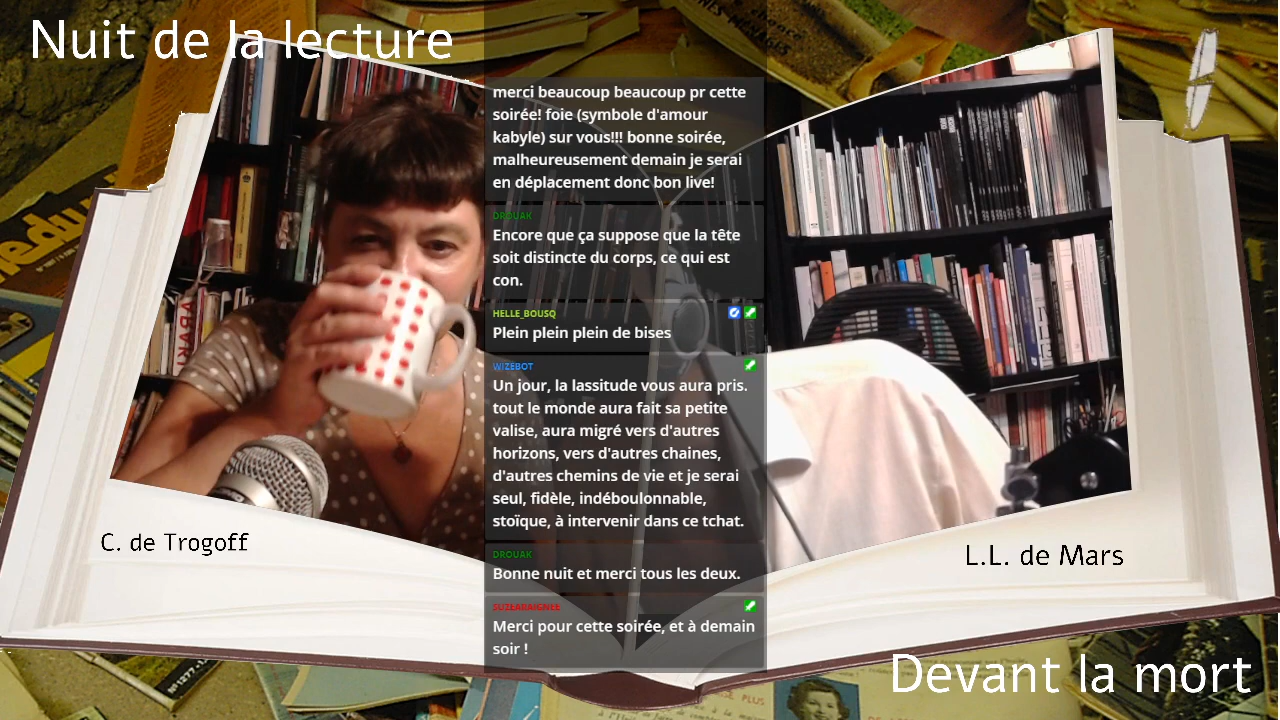 Nuit de la lecture
merci beaucoup beaucoup pr cette
soirée! foie (symbole d'amour
kabyle) sur vous!!! bonne soirée,
malheureusement demain je serai
en déplacement donc bon live!
DROUAK
Encore que ça suppose que la tête
soit distincte du corps, ce qui est
con.
HELLE_BOUSQ
Plein plein plein de bises
WIZEBOT
Un jour, la lassitude vous aura pris.
tout le monde aura fait sa petite
valise, aura migré vers d'autres
horizons, vers d'autres chaines,
d'autres chemins de vie et je serai
seul, fidèle, indéboulonnable,
stoïque, à intervenir dans ce tchat.
DROUAK
Bonne nuit et merci tous les deux.
SUZLABAIGNEE
Merci pour cette soirée, et à demain
soir !
C. de Trogoff
L.L. de Mars
Devant la mort